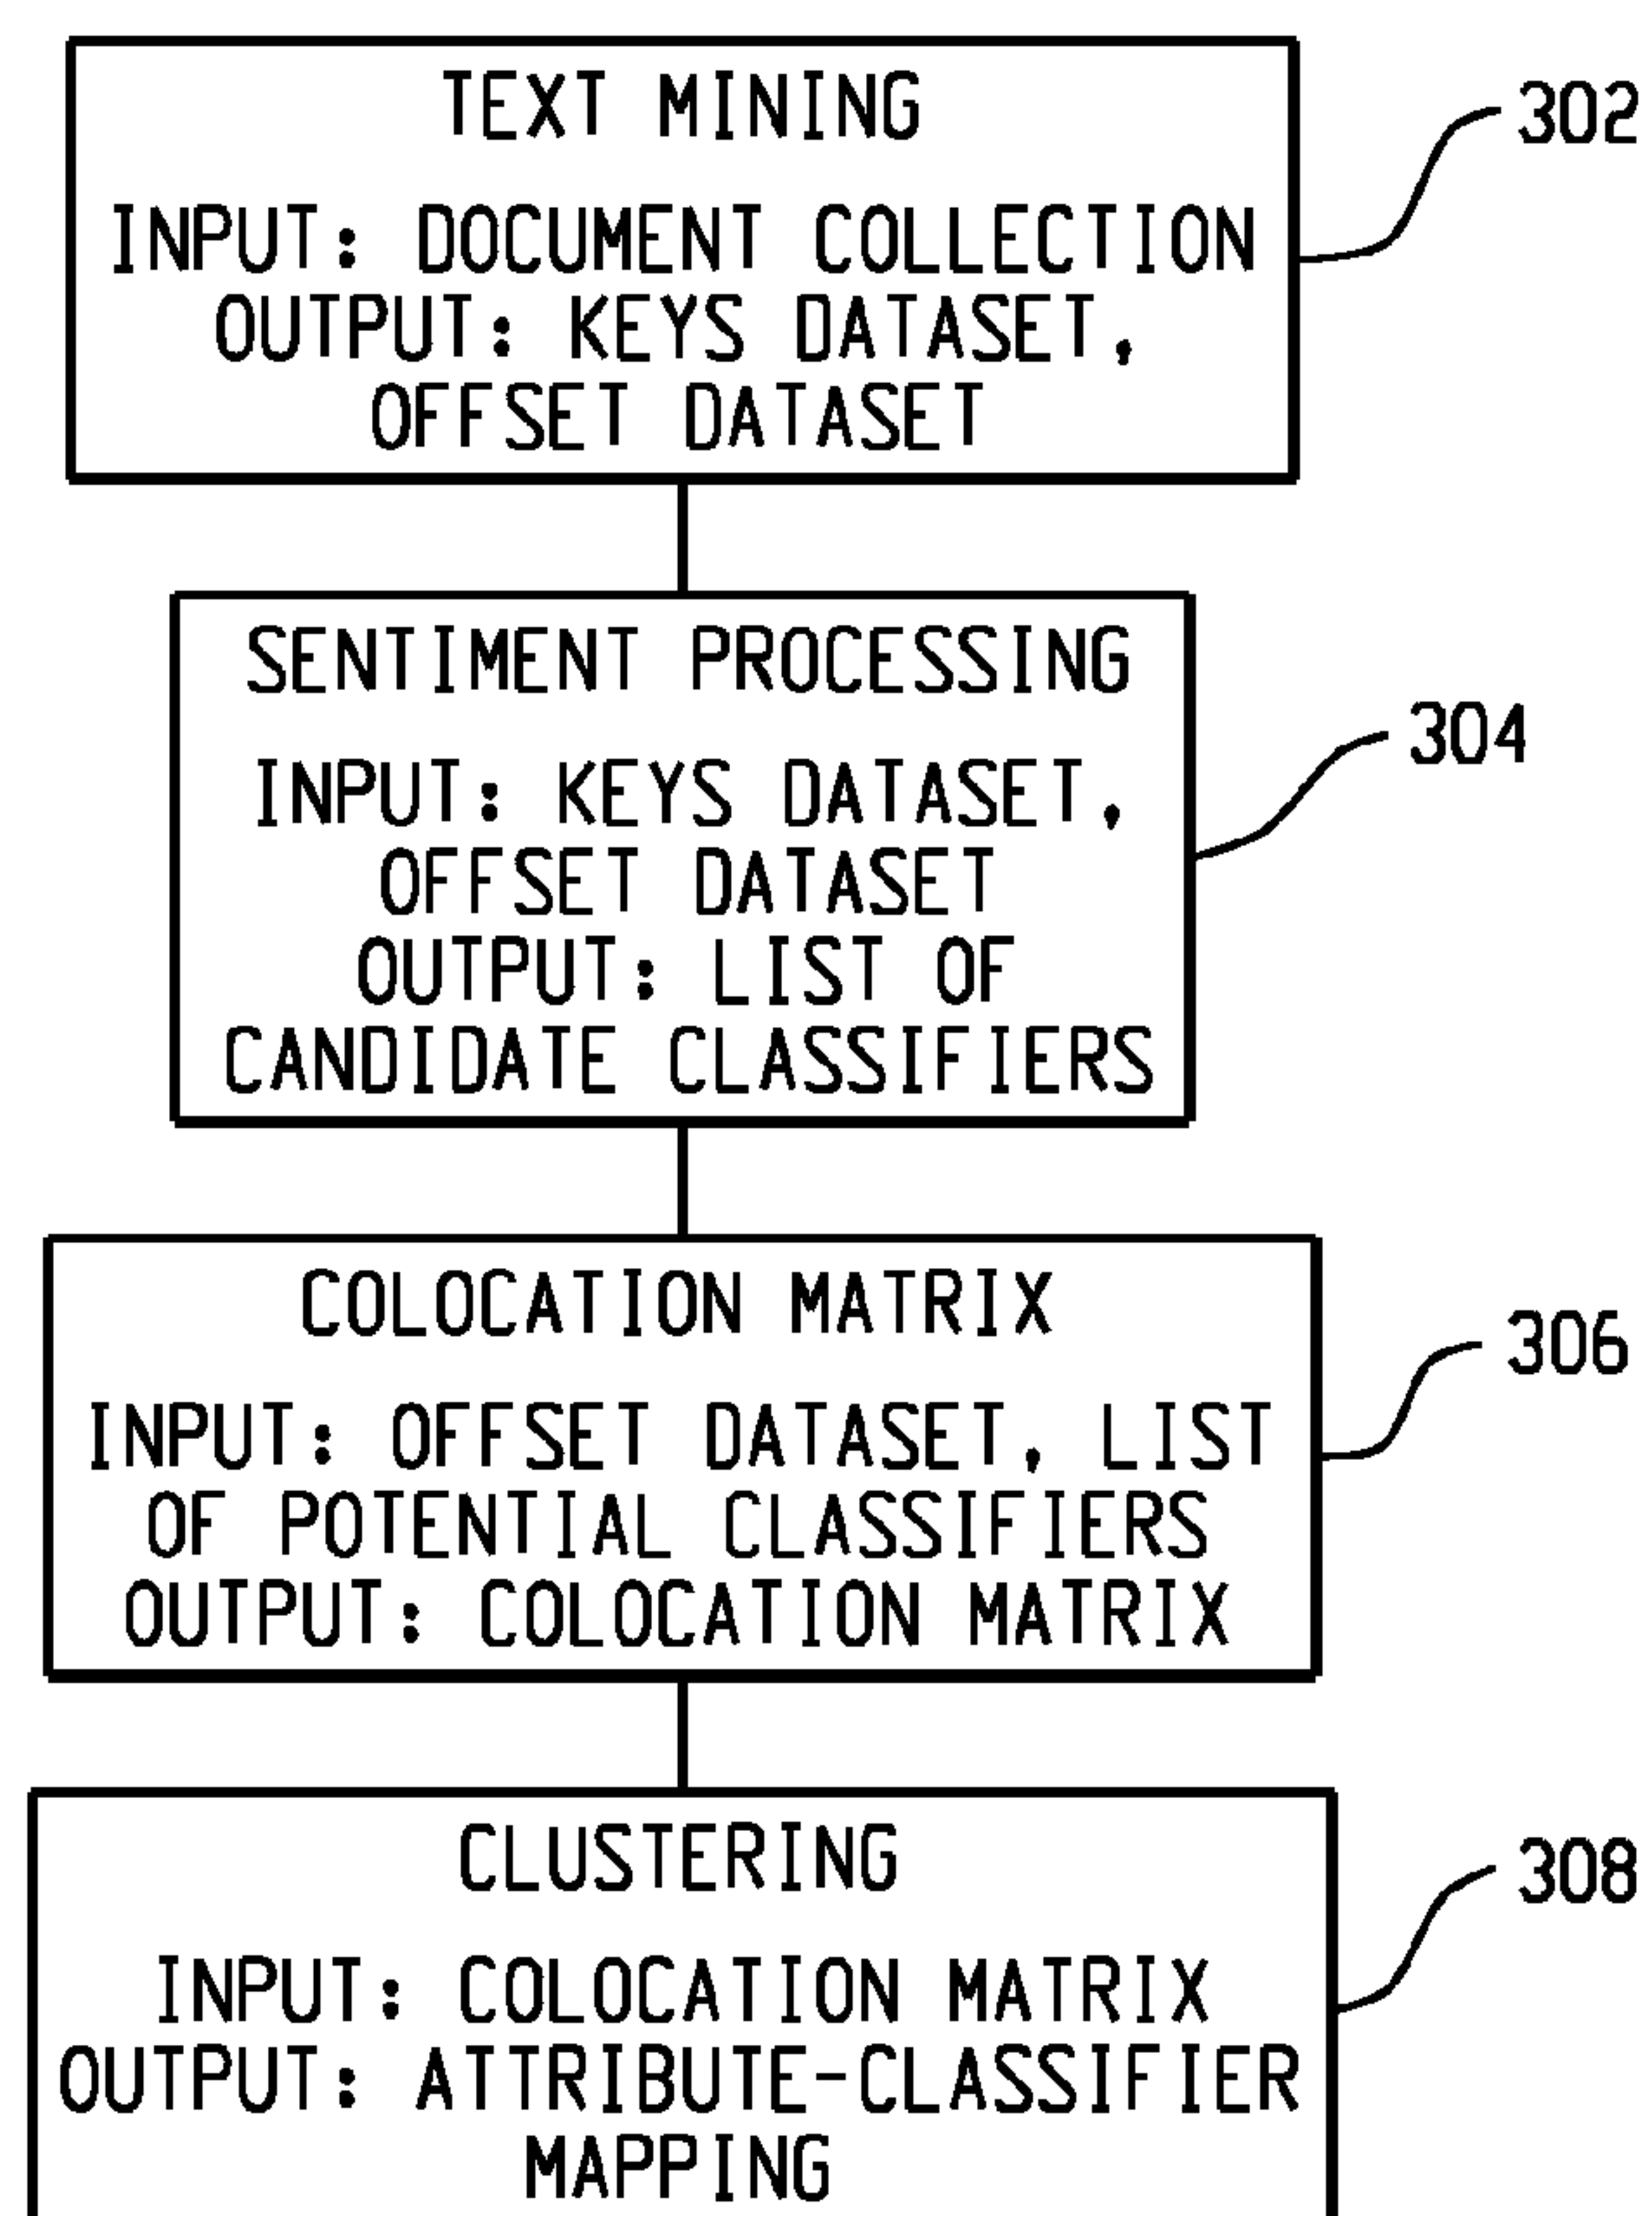 TEXT MINING
302
INPUT: DOCUMENT COLLECTION
OUTPUT: KEYS DATASET,
OFFSET DATASET
SENTIMENT PROCESSING
304
INPUT: KEYS DATASET,
OFFSET DATASET
OUTPUT: LIST OF
CANDIDATE CLASSIFIERS
COLOCATION MATRIX
306
INPUT: OFFSET DATASET, LIST
OF POTENTIAL CLASSIFIERS
OUTPUT: COLOCATION MATRIX
CLUSTERING
308
INPUT: COLOCATION MATRIX
OUTPUT: ATTRIBUTE-CLASSIFIER
MAPPING